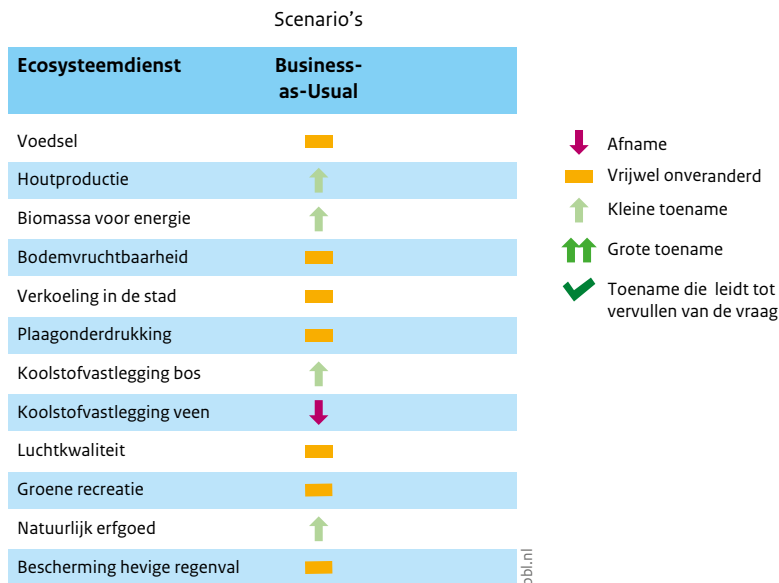 Scenario’s
Ecosysteemdienst
Business-
as-Usual
Voedsel
Houtproductie
Biomassa voor energie
Bodemvruchtbaarheid
Verkoeling in de stad
Plaagonderdrukking
Koolstofvastlegging bos
Koolstofvastlegging veen
Luchtkwaliteit
Groene recreatie
Natuurlijk erfgoed
Bescherming hevige regenval
Afname
Vrijwel onveranderd
Kleine toename
Grote toename
Toename die leidt tot
vervullen van de vraag
pbl.nl